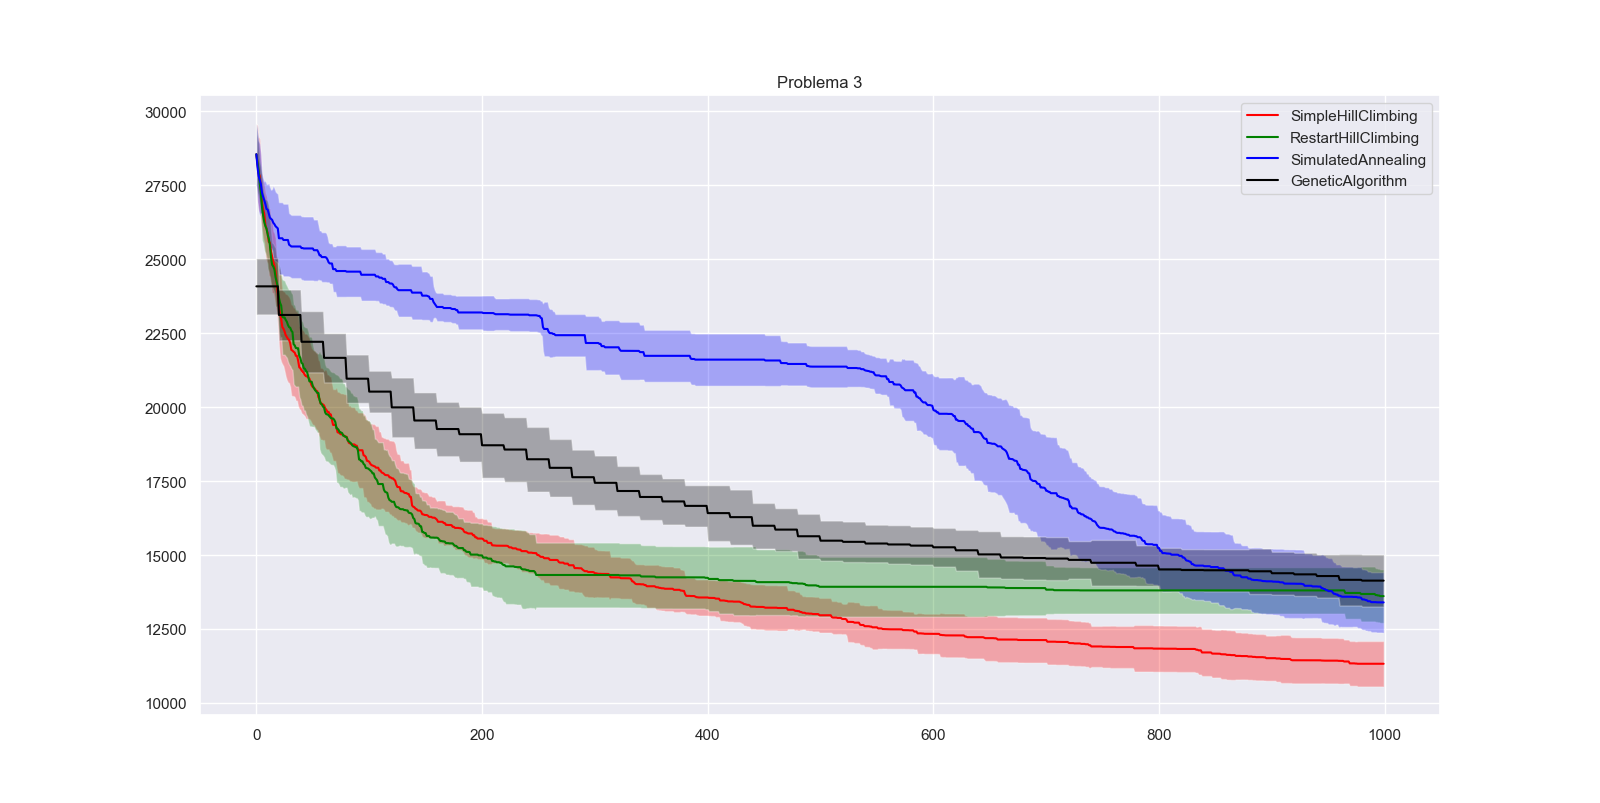 Problema 3
30000
27500
25000
22500
20000
17500
15000
12500
10000
0 200 400 600 800 1000
SimpleHillClimbing
RestartHillClimbing
SimulatedAnnealing
GeneticAlgorithm